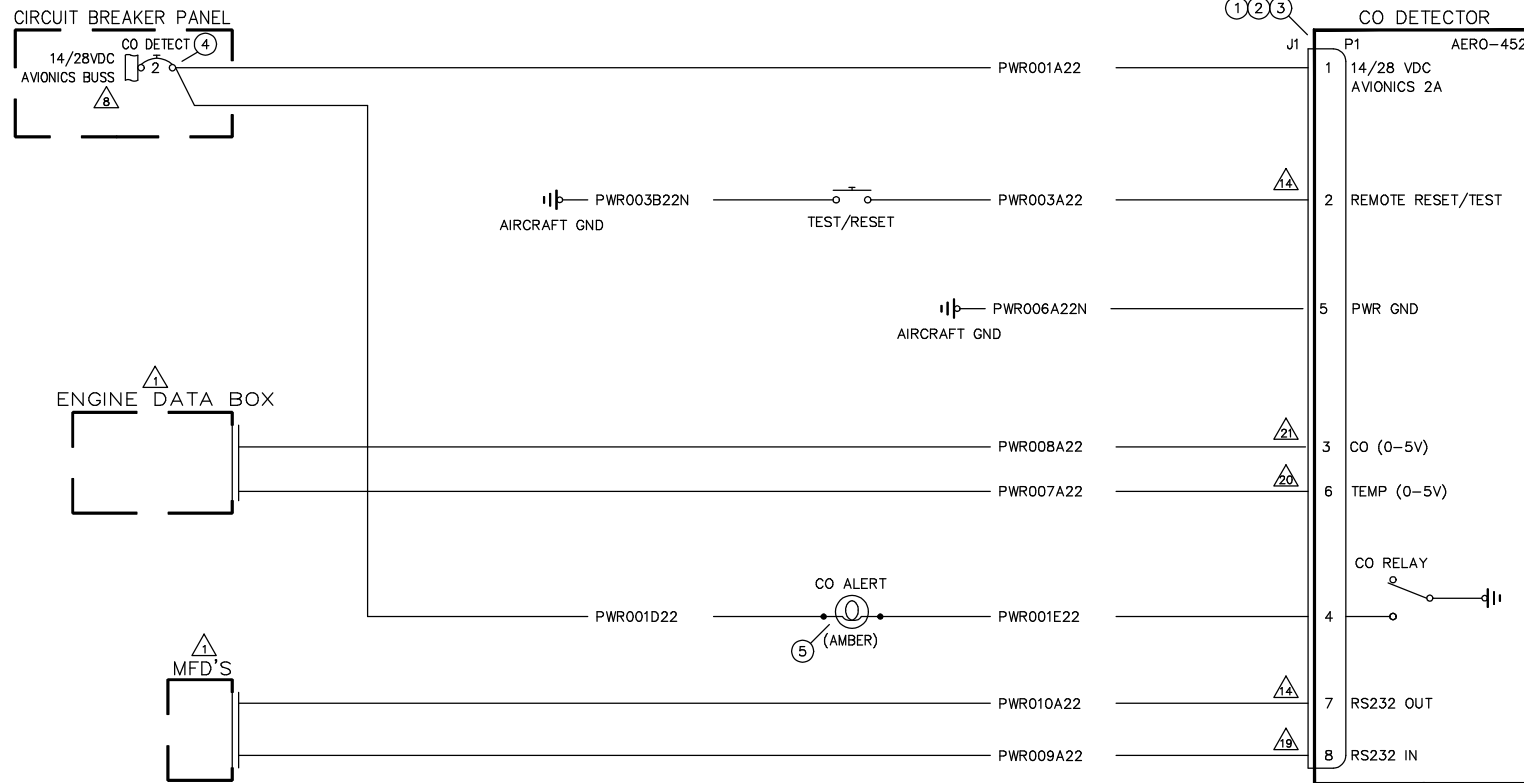 CIRCUIT BREAKER PANEL
CO DETECT 4
14/28VDC
AVIONICS BUSS
2
8
1 2 3
CO DETECTOR
J1 P1 AERO-452
PWR001A22 1 14/28 VDC
AVIONICS 2A
14
PWR003B22N PWR003A22 2 REMOTE RESET/TEST
AIRCRAFT GND TEST/RESET
PWR006A22N 5 PWR GND
AIRCRAFT GND
1
ENGINE DATA BOX
21
PWR008A22 3 CO (0-5V)
20
PWR007A22 6 TEMP (0-5V)
CO RELAY
CO ALERT
PWR001D22 PWR001E22 4
5 (AMBER)
1
MFD'S
14
PWR010A22 7 RS232 OUT
19
PWR009A22 8 RS232 IN